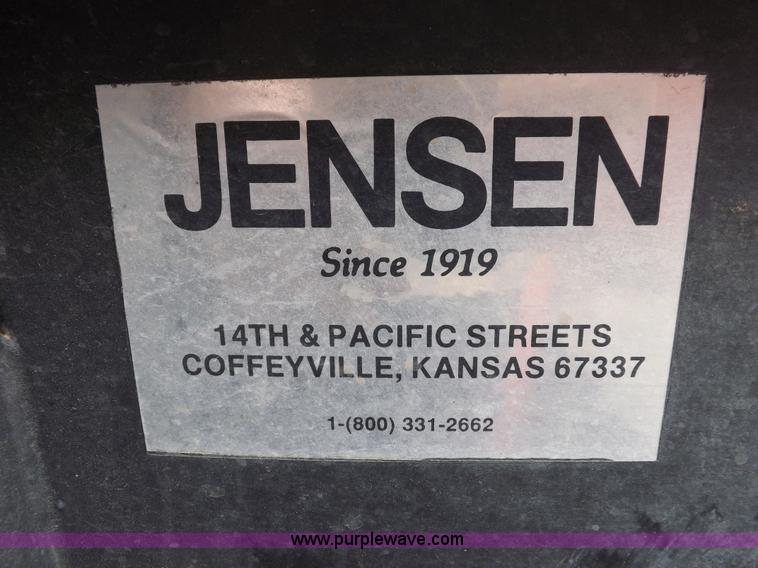 JENSEN
Since 1919
14TH & PACIFIC STREETS
COFFEYVILLE, KANSAS 67337
1-(800) 331-2662
www.purplewave.com